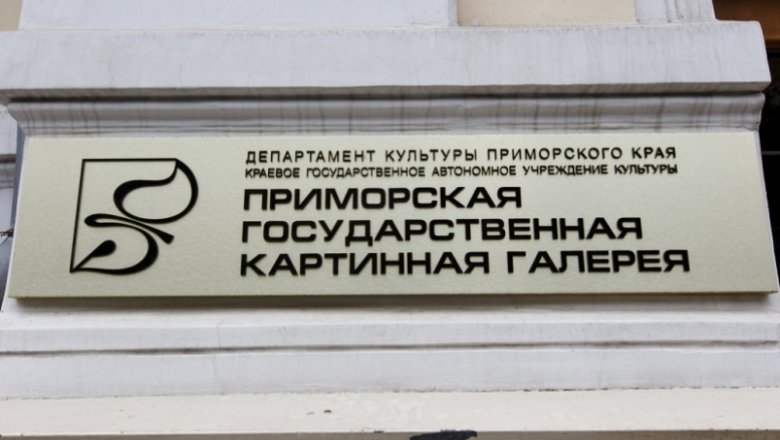 ДЕПАРТАМЕНТ КУЛЬТУРЫ ПРИМОРСКОГО КРАЯ
КРАЕВОЕ ГОСУДАРСТВЕННОЕ АВТОНОМНОЕ УЧРЕЖДЕНИЕ КУЛЬТУРЫ
ПРИМОРСКАЯ
ГОСУДАРСТВЕННАЯ
КАРТИННАЯ ГАЛЕРЕЯ